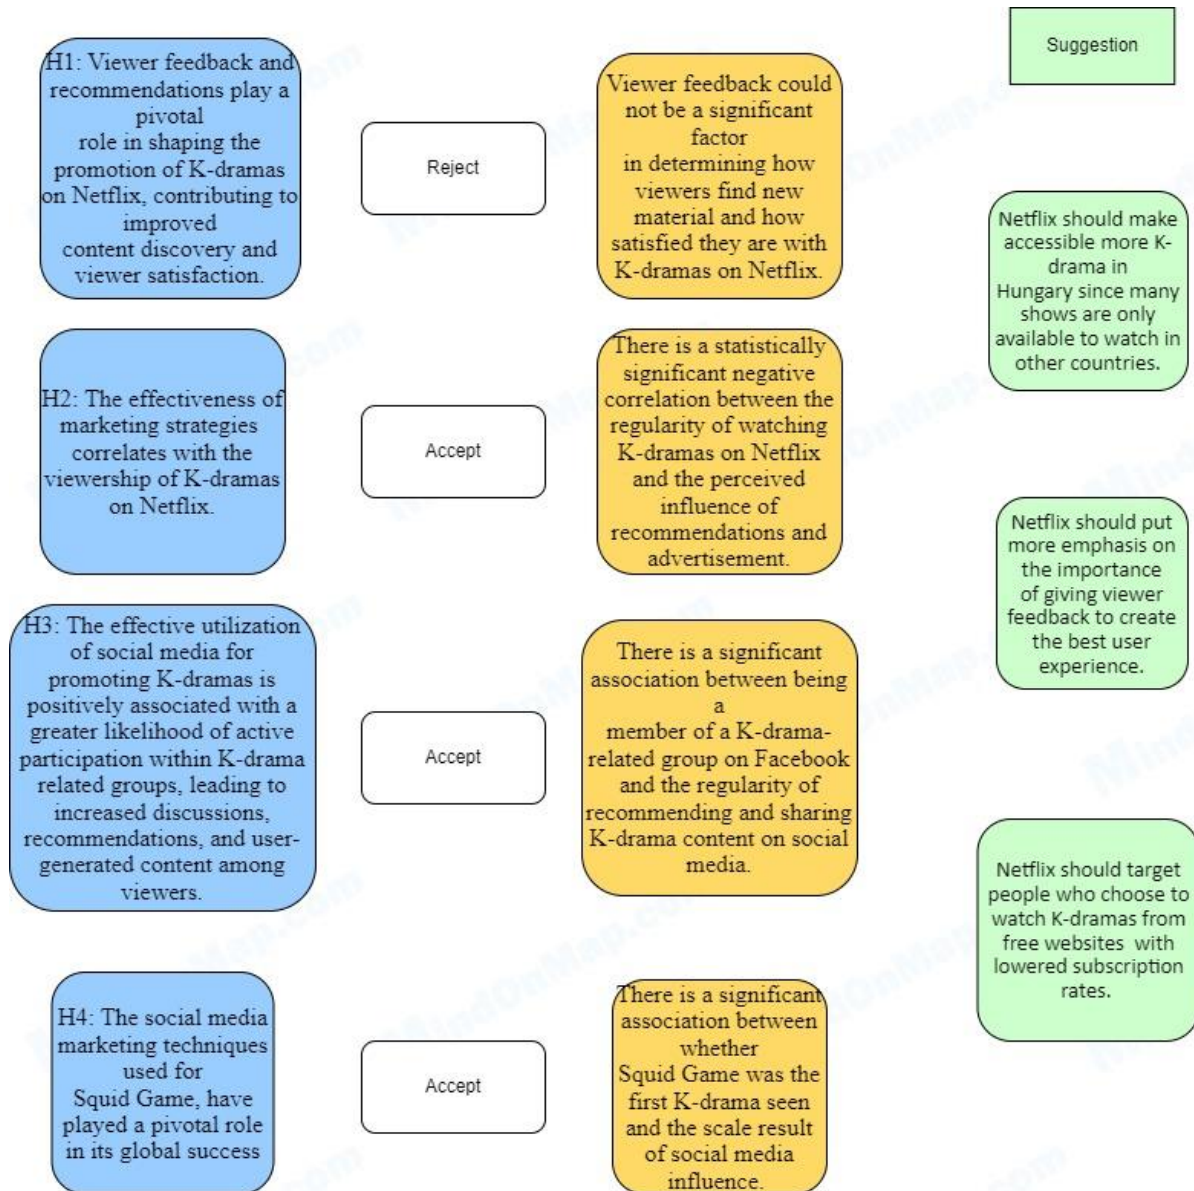 Suggestion
H1: Viewer feedback and
recommendations play a
pivotal
role in shaping the
promotion of K-dramas
on Netflix, contributing to
improved
content discovery and
viewer satisfaction.
Reject
Viewer feedback could
not be a significant
factor
in determining how
viewers find new
material and how
satisfied they are with
K-dramas on Netflix.
Netflix should make
accessible more K-
drama in
Hungary since many
shows are only
available to watch in
other countries.
H2: The effectiveness of
marketing strategies
correlates with the
viewership of K-dramas
on Netflix.
Accept
There is a statistically
significant negative
correlation between the
regularity of watching
K-dramas on Netflix
and the perceived
influence of
recommendations and
advertisement.
Netflix should put
more emphasis on
the importance
of giving viewer
feedback to create
the best user
experience.
H3: The effective utilization
of social media for
promoting K-dramas is
positively associated with a
greater likelihood of active
participation within K-drama
related groups, leading to
increased discussions,
recommendations, and user-
generated content among
viewers.
Accept
There is a significant
association between being
a
member of a K-drama-
related group on Facebook
and the regularity of
recommending and sharing
K-drama content on social
media.
Netflix should target
people who choose to
watch K-dramas from
free websites with
lowered subscription
rates.
H4: The social media
marketing techniques
used for
Squid Game, have
played a pivotal role
in its global success
Accept
There is a significant
association between
whether
Squid Game was the
first K-drama seen
and the scale result
of social media
influence.
MindOnMap.com